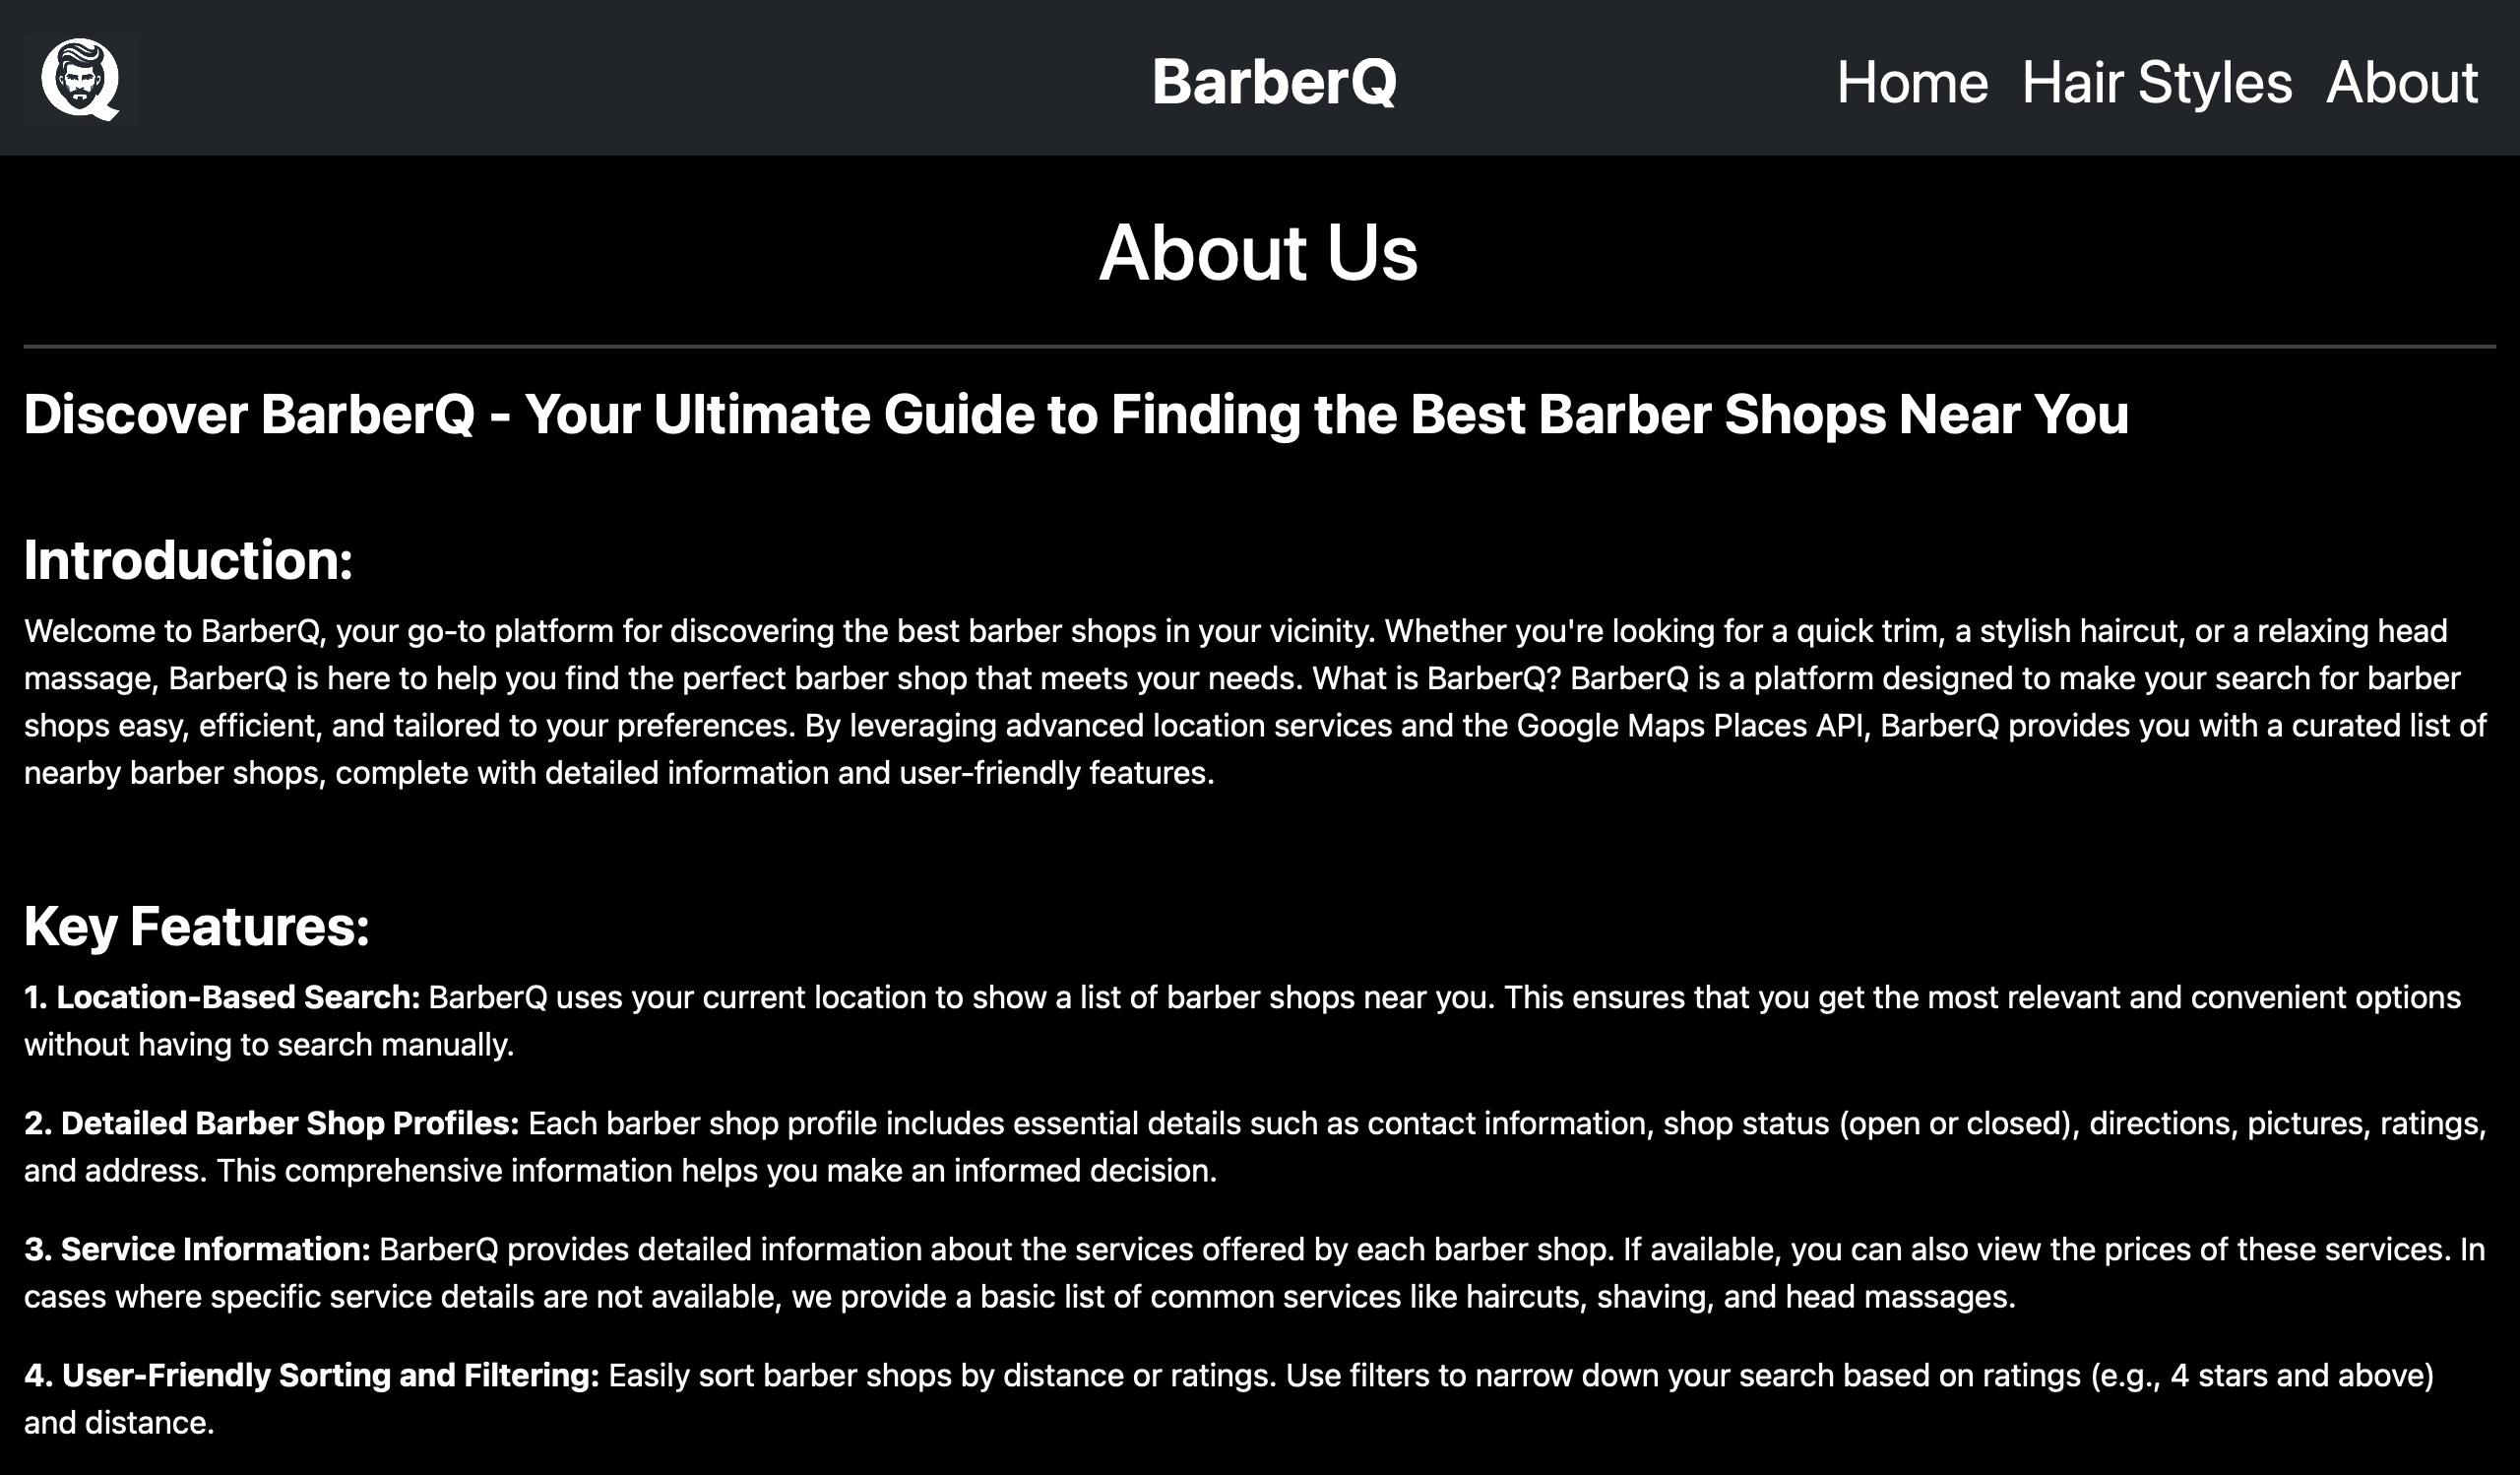 BarberQ
Home Hair Styles About
About Us
Discover BarberQ - Your Ultimate Guide to Finding the Best Barber Shops Near You
Introduction:
Welcome to BarberQ, your go-to platform for discovering the best barber shops in your vicinity. Whether you're looking for a quick trim, a stylish haircut, or a relaxing head
massage, BarberQ is here to help you find the perfect barber shop that meets your needs. What is BarberQ? BarberQ is a platform designed to make your search for barber
shops easy, efficient, and tailored to your preferences. By leveraging advanced location services and the Google Maps Places API, BarberQ provides you with a curated list of
nearby barber shops, complete with detailed information and user-friendly features.
Key Features:
1. Location-Based Search: BarberQ uses your current location to show a list of barber shops near you. This ensures that you get the most relevant and convenient options
without having to search manually.
2. Detailed Barber Shop Profiles: Each barber shop profile includes essential details such as contact information, shop status (open or closed), directions, pictures, ratings,
and address. This comprehensive information helps you make an informed decision.
3. Service Information: BarberQ provides detailed information about the services offered by each barber shop. If available, you can also view the prices of these services. In
cases where specific service details are not available, we provide a basic list of common services like haircuts, shaving, and head massages.
4. User-Friendly Sorting and Filtering: Easily sort barber shops by distance or ratings. Use filters to narrow down your search based on ratings (e.g., 4 stars and above)
and distance.